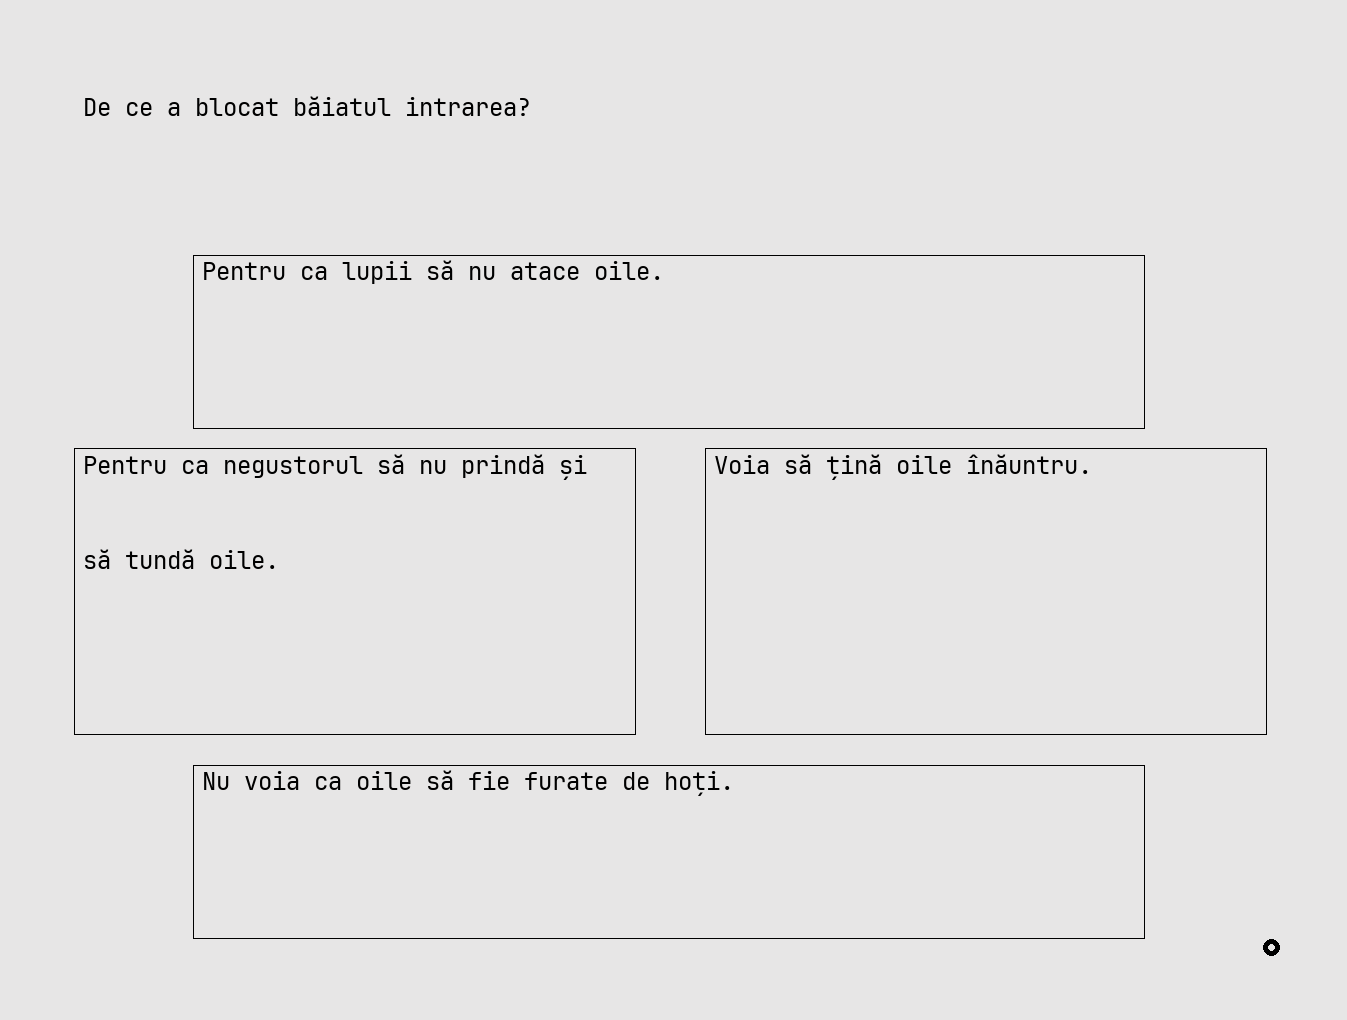 De ce a blocat băiatul intrarea?
Pentru ca lupii să nu atace oile.
Pentru ca negustorul să nu prindă și
să tundă oile.
Voia să țină oile înăuntru.
Nu voia ca oile să fie furate de hoți.